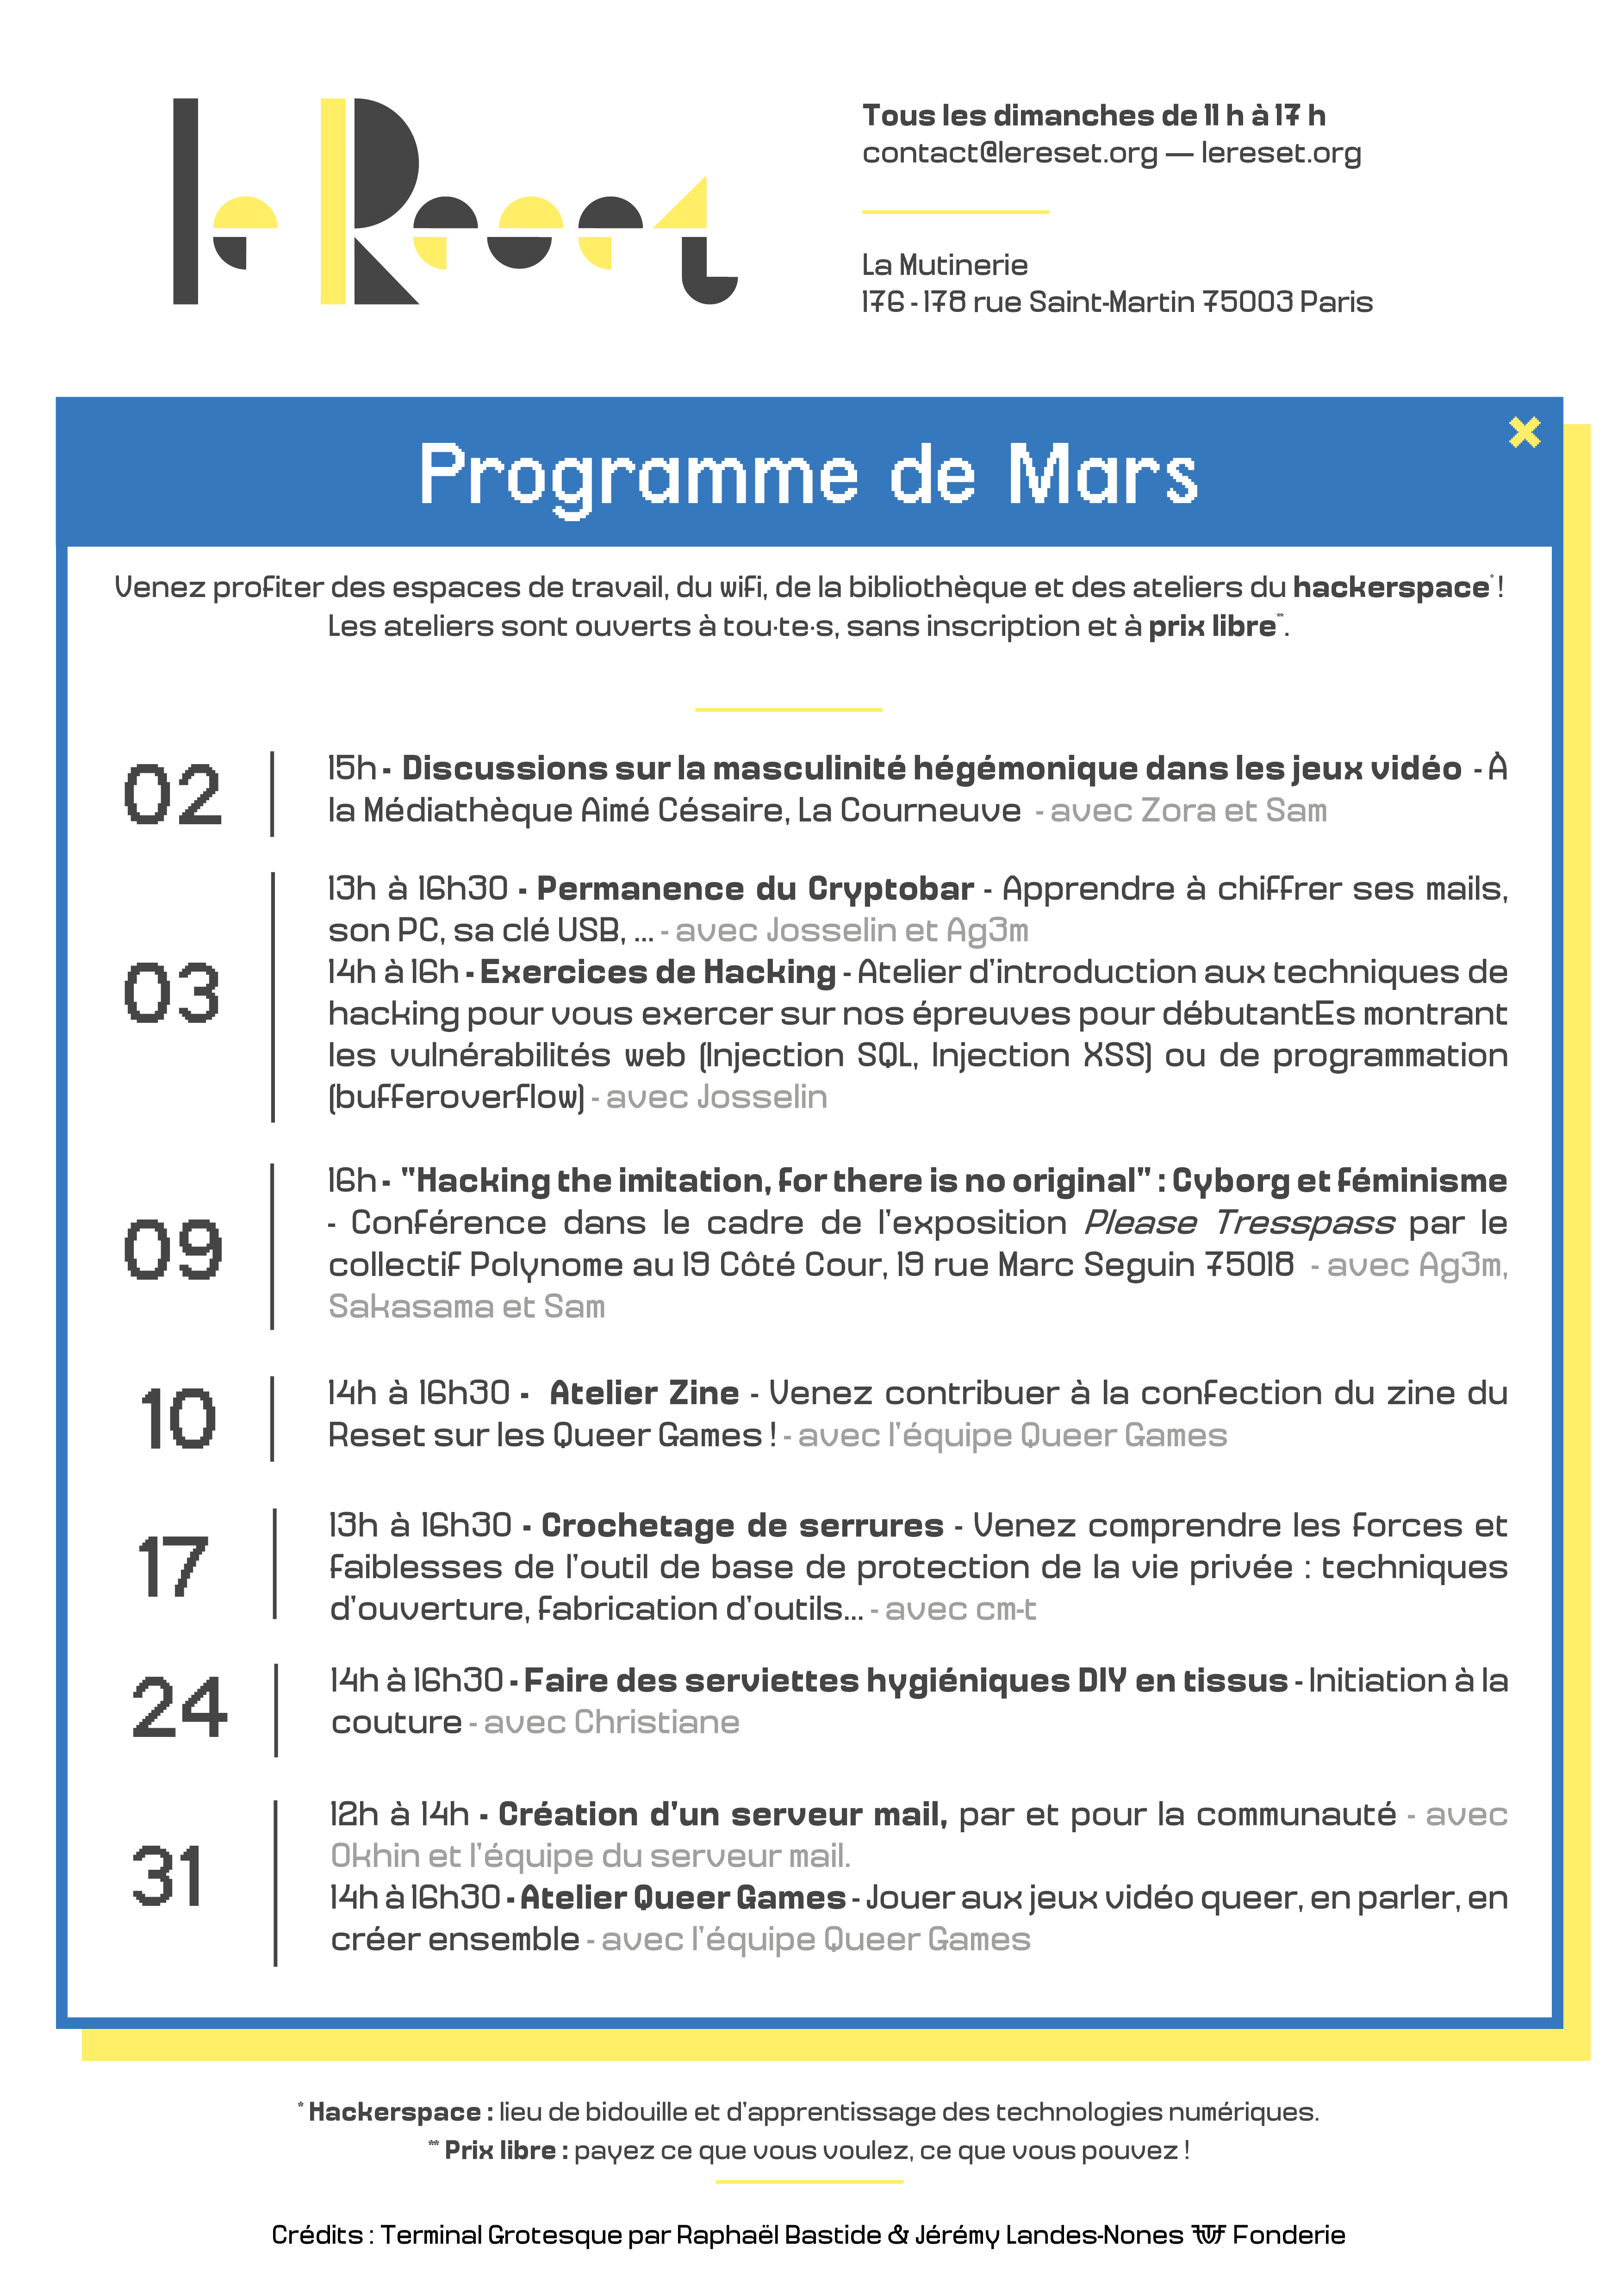 le Reset
Tous les dimanches de 11 h à 17 h
contact@lereset.org — lereset.org
La Mutinerie
176 - 178 rue Saint-Martin 75003 Paris
Programme de Mars
Venez profiter des espaces de travail, du wifi, de la bibliothèque et des ateliers du hackerspace* !
Les ateliers sont ouverts à tou·te·s, sans inscription et à prix libre**.
02
15h - Discussions sur la masculinité hégémonique dans les jeux vidéo - À
la Médiathèque Aimé Césaire, La Courneuve - avec Zora et Sam
03
13h à 16h30 - Permanence du Cryptobar - Apprendre à chiffrer ses mails,
son PC, sa clé USB, ... - avec Josselin et Ag3m
14h à 16h - Exercices de Hacking - Atelier d'introduction aux techniques de
hacking pour vous exercer sur nos épreuves pour débutantEs montrant
les vulnérabilités web (Injection SQL, Injection XSS) ou de programmation
(bufferoverflow) - avec Josselin
09
16h - "Hacking the imitation, for there is no original" : Cyborg et féminisme
- Conférence dans le cadre de l'exposition Please Tresspass par le
collectif Polynome au 19 Côté Cour, 19 rue Marc Seguin 75018 - avec Ag3m,
Sakasama et Sam
10
14h à 16h30 - Atelier Zine - Venez contribuer à la confection du zine du
Reset sur les Queer Games ! - avec l'équipe Queer Games
17
13h à 16h30 - Crochetage de serrures - Venez comprendre les forces et
faiblesses de l'outil de base de protection de la vie privée : techniques
d'ouverture, fabrication d'outils... - avec cm-t
24
14h à 16h30 - Faire des serviettes hygiéniques DIY en tissus - Initiation à la
couture - avec Christiane
31
12h à 14h - Création d'un serveur mail, par et pour la communauté - avec
Okhin et l'équipe du serveur mail.
14h à 16h30 - Atelier Queer Games - Jouer aux jeux vidéo queer, en parler, en
créer ensemble - avec l'équipe Queer Games
* Hackerspace : lieu de bidouille et d'apprentissage des technologies numériques.
** Prix libre : payez ce que vous voulez, ce que vous pouvez !
Crédits : Terminal Grotesque par Raphaël Bastide & Jérémy Landes-Nones VTF Fonderie